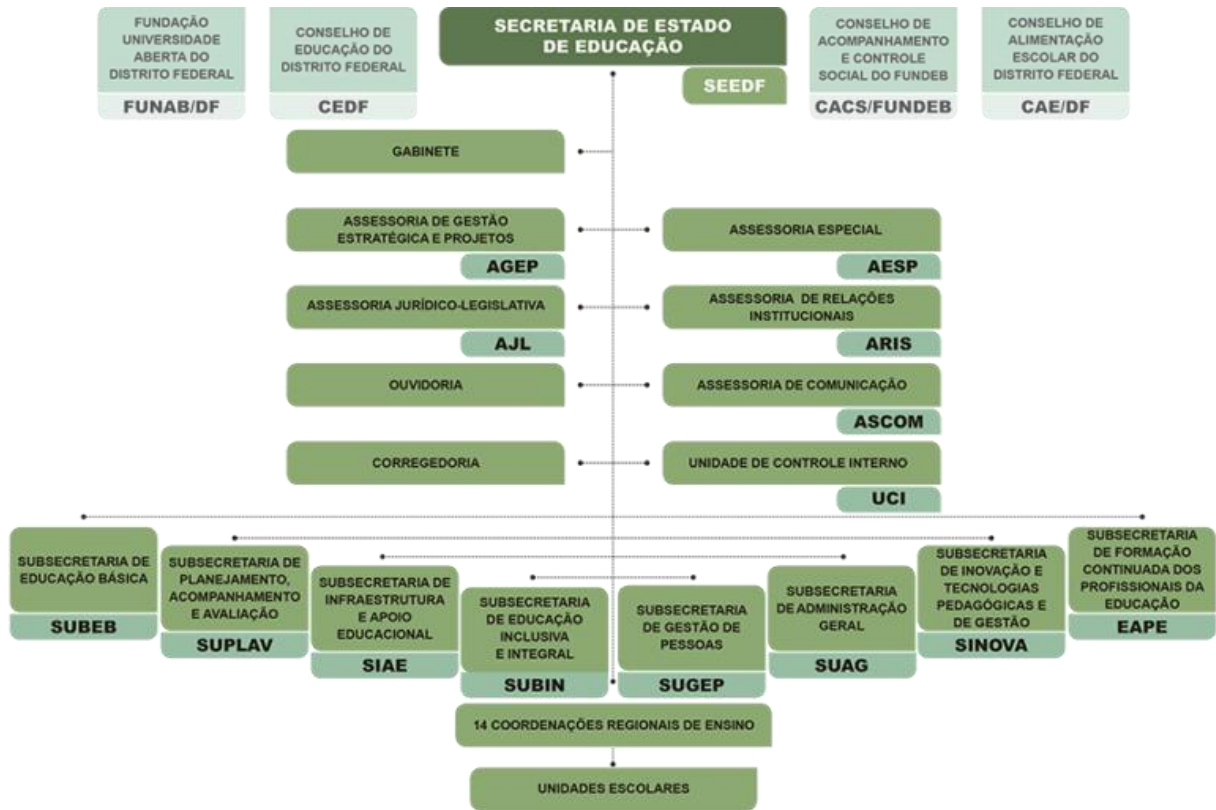 FUNDAÇÃO
UNIVERSIDADE
ABERTA DO
DISTRITO FEDERAL
FUNAB/DF
CONSELHO DE
EDUCAÇÃO DO
DISTRITO FEDERAL
CEDF
SECRETARIA DE ESTADO
DE EDUCAÇÃO
SEEDF
CONSELHO DE
ACOMPANHAMENTO
E CONTROLE
SOCIAL DO FUNDEB
CACS/FUNDEB
CONSELHO DE
ALIMENTAÇÃO
ESCOLAR DO
DISTRITO FEDERAL
CAE/DF
GABINETE
ASSESSORIA DE GESTÃO
ESTRATÉGICA E PROJETOS
AGEP
ASSESSORIA ESPECIAL
AESP
ASSESSORIA JURÍDICO-LEGISLATIVA
AJL
ASSESSORIA DE RELAÇÕES
INSTITUCIONAIS
ARIS
OUVIDORIA
ASSESSORIA DE COMUNICAÇÃO
ASCOM
CORREGEDORIA
UNIDADE DE CONTROLE INTERNO
UCI
SUBSECRETARIA DE
EDUCAÇÃO BÁSICA
SUBEB
SUBSECRETARIA DE
PLANEJAMENTO,
ACOMPANHAMENTO
E AVALIAÇÃO
SUPLAV
SUBSECRETARIA DE
INFRAESTRUTURA
E APOIO
EDUCACIONAL
SIAE
SUBSECRETARIA
DE EDUCAÇÃO
INCLUSIVA
E INTEGRAL
SUBIN
SUBSECRETARIA
DE GESTÃO DE
PESSOAS
SUGEP
SUBSECRETARIA
DE ADMINISTRAÇÃO
GERAL
SUAG
SUBSECRETARIA
DE INOVAÇÃO E
TECNOLOGIAS
PEDAGÓGICAS E
DE GESTÃO
SINOVA
SUBSECRETARIA
DE FORMAÇÃO
CONTINUADA DOS
PROFISSIONAIS DA
EDUCAÇÃO
EAPE
14 COORDENAÇÕES REGIONAIS DE ENSINO
UNIDADES ESCOLARES